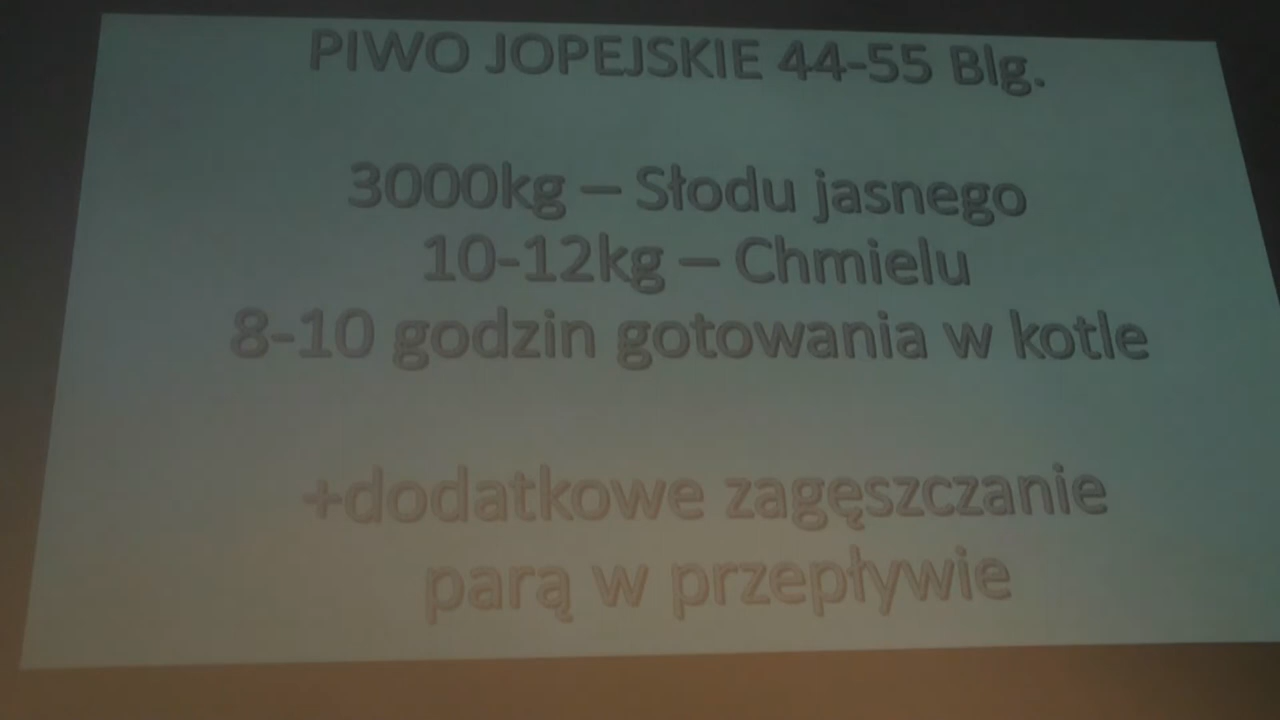 PIWO JOPEJSKIE 44-55 Blg.
3000kg – Słodu jasnego
10-12kg – Chmielu
8-10 godzin gotowania w kotle
+dodatkowe zagęszczanie
parą w przepływie